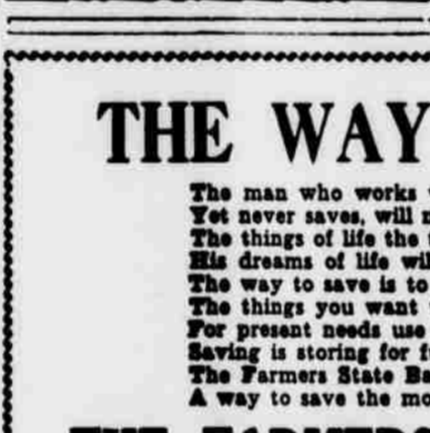 THE WAY
The man who works
Yet never saves, will
The things of life the
His dreams of life
The way to save is to
The things you want
For present needs use
Saving is storing for
The Farmers State
A way to save the
THE FARMERS